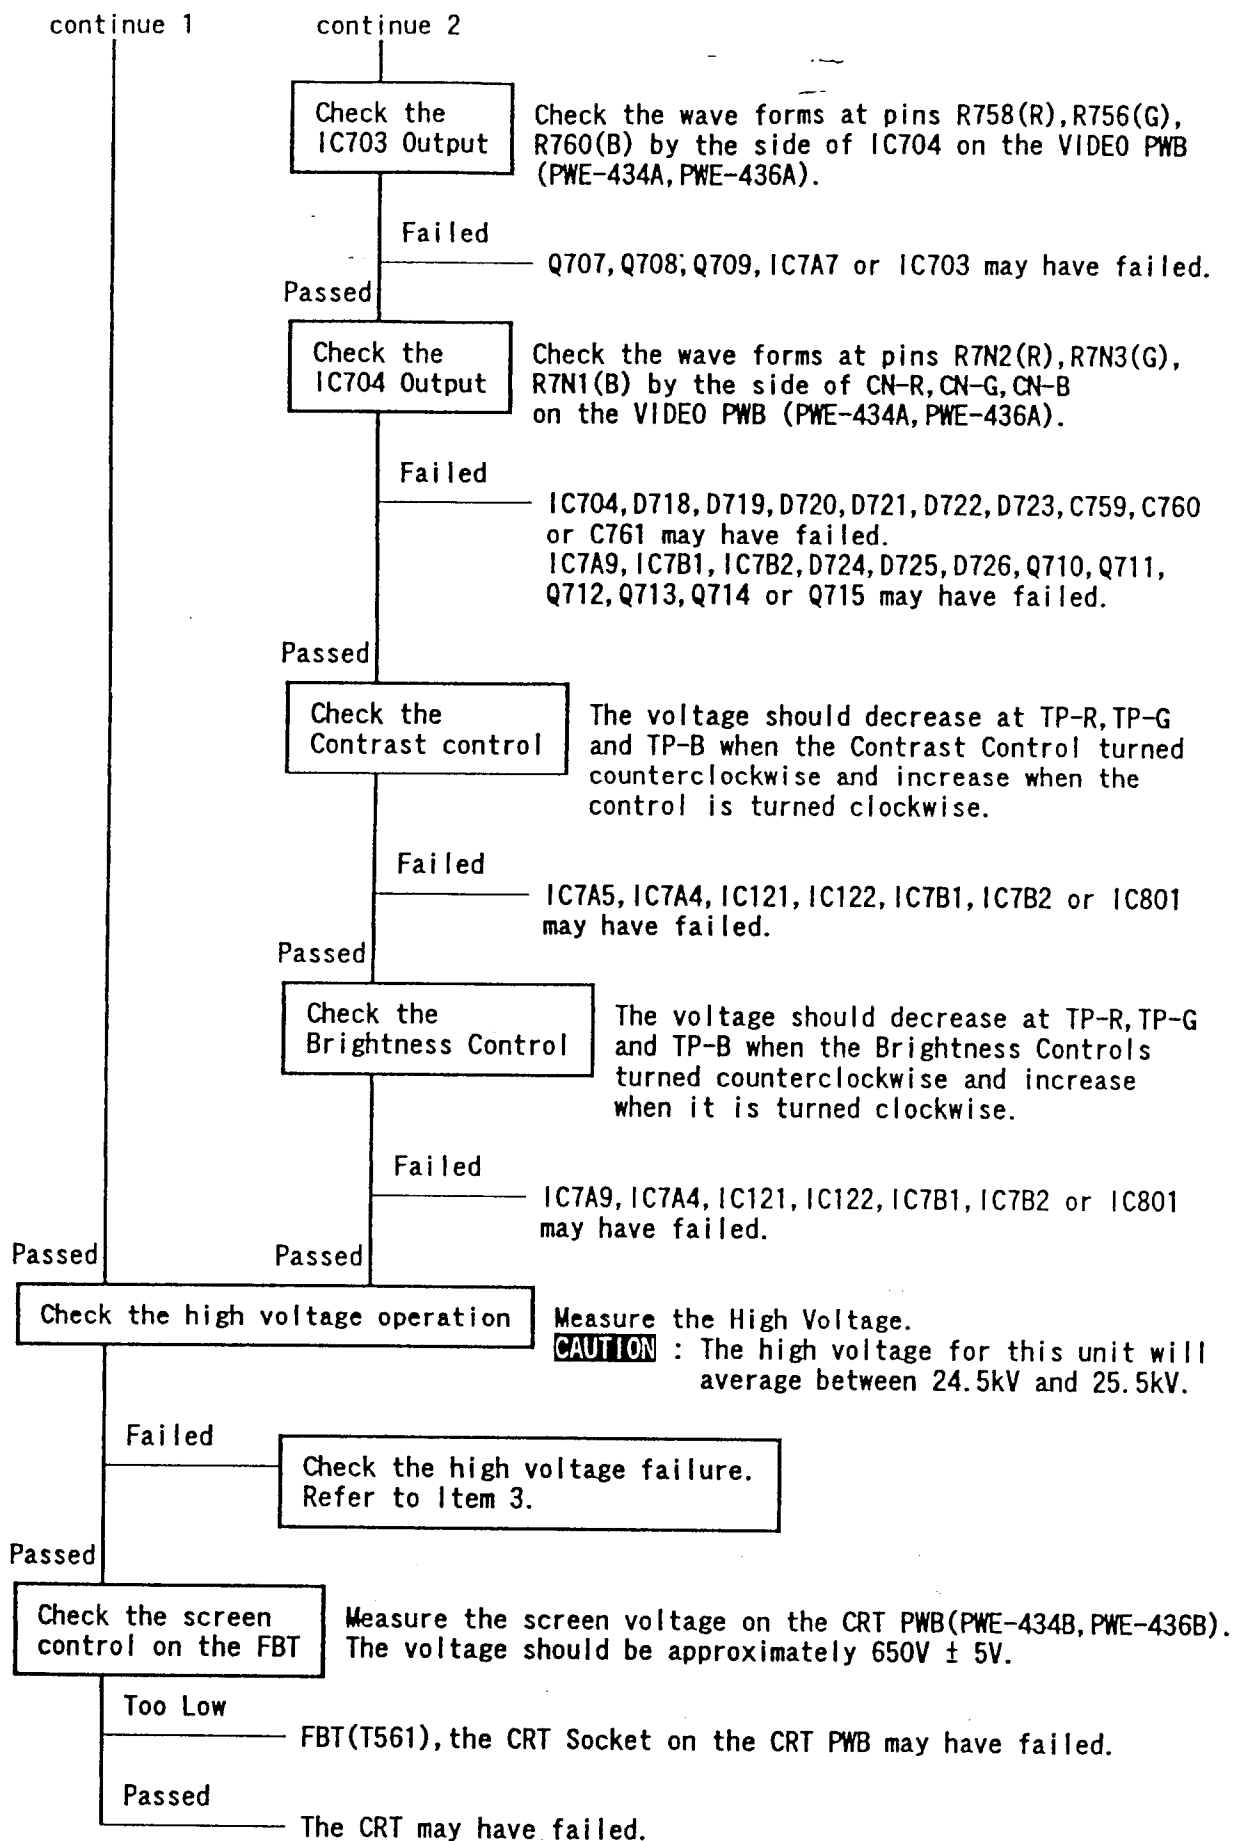 continue 1
continue 2
Check the
IC703 Output
Check the wave forms at pins R758(R),R756(G),
R760(B) by the side of IC704 on the VIDEO PWB
(PWE-434A,PWE-436A).
Failed
Q707,Q708,Q709,IC7A7 or IC703 may have failed.
Passed
Check the
IC704 Output
Check the wave forms at pins R7N2(R),R7N3(G),
R7N1(B) by the side of CN-R,CN-G,CN-B
on the VIDEO PWB (PWE-434A,PWE-436A).
Failed
IC704,D718,D719,D720,D721,D722,D723,C759,C760
or C761 may have failed.
IC7A9,IC7B1,IC7B2,D724,D725,D726,Q710,Q711,
Q712,Q713,Q714 or Q715 may have failed.
Passed
Check the
Contrast control
The voltage should decrease at TP-R,TP-G
and TP-B when the Contrast Control turned
counterclockwise and increase when the
control is turned clockwise.
Failed
IC7A5,IC7A4,IC121,IC122,IC7B1,IC7B2 or IC801
may have failed.
Passed
Check the
Brightness Control
The voltage should decrease at TP-R,TP-G
and TP-B when the Brightness Controls
turned counterclockwise and increase
when it is turned clockwise.
Failed
IC7A9,IC7A4,IC121,IC122,IC7B1,IC7B2 or IC801
may have failed.
Passed
Passed
Check the high voltage operation
Measure the High Voltage.
CAUTION : The high voltage for this unit will
average between 24.5kV and 25.5kV.
Failed
Check the high voltage failure.
Refer to Item 3.
Passed
Check the screen
control on the FBT
Measure the screen voltage on the CRT PWB(PWE-434B,PWE-436B).
The voltage should be approximately 650V ± 5V.
Too Low
FBT(T561),the CRT Socket on the CRT PWB may have failed.
Passed
The CRT may have failed.